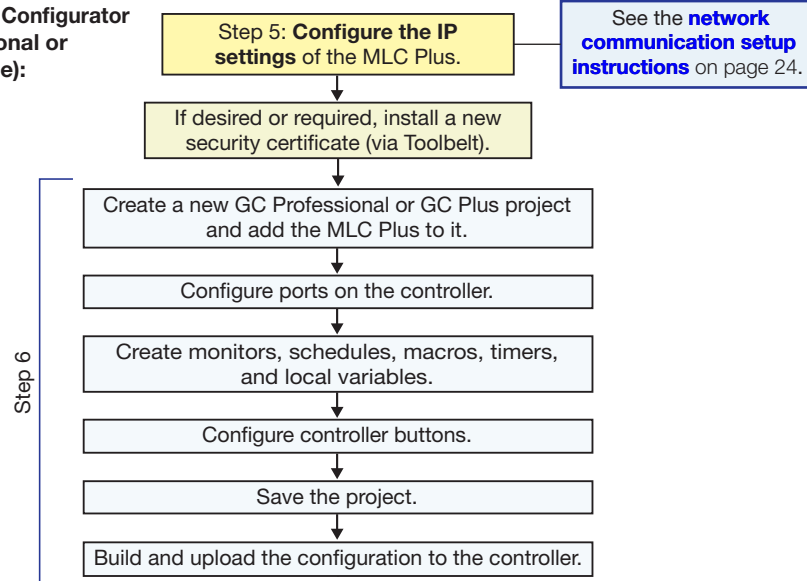 Configurator
onal or
e):
Step 5: Configure the IP
settings of the MLC Plus.
See the network
communication setup
instructions on page 24.
If desired or required, install a new
security certificate (via Toolbelt).
Step 6
Create a new GC Professional or GC Plus project
and add the MLC Plus to it.
Configure ports on the controller.
Create monitors, schedules, macros, timers,
and local variables.
Configure controller buttons.
Save the project.
Build and upload the configuration to the controller.